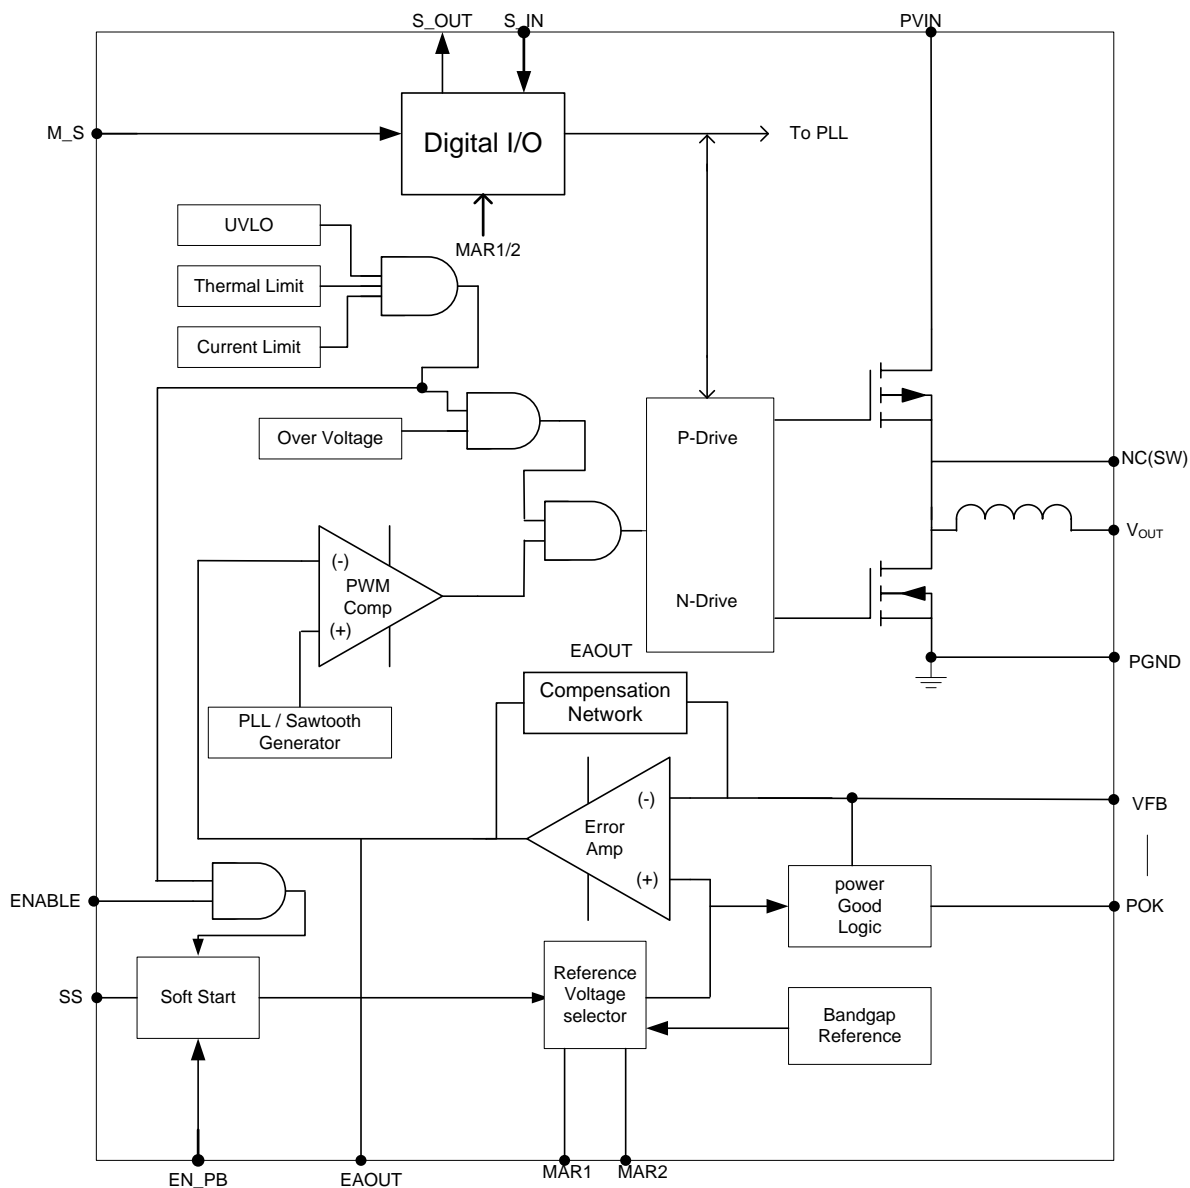 S_OUT
S_IN
PVIN
M_S
Digital I/O
To PLL
UVLO
MAR1/2
Thermal Limit
Current Limit
Over Voltage
P-Drive
NC(SW)
VOUT
(-)
PWM
Comp
(+)
N-Drive
EAOUT
PGND
Compensation
Network
PLL / Sawtooth
Generator
(-)
VFB
Error
Amp
(+)
power
Good
Logic
ENABLE
POK
SS
Soft Start
Reference
Voltage
selector
Bandgap
Reference
EN_PB
EAOUT
MAR1
MAR2